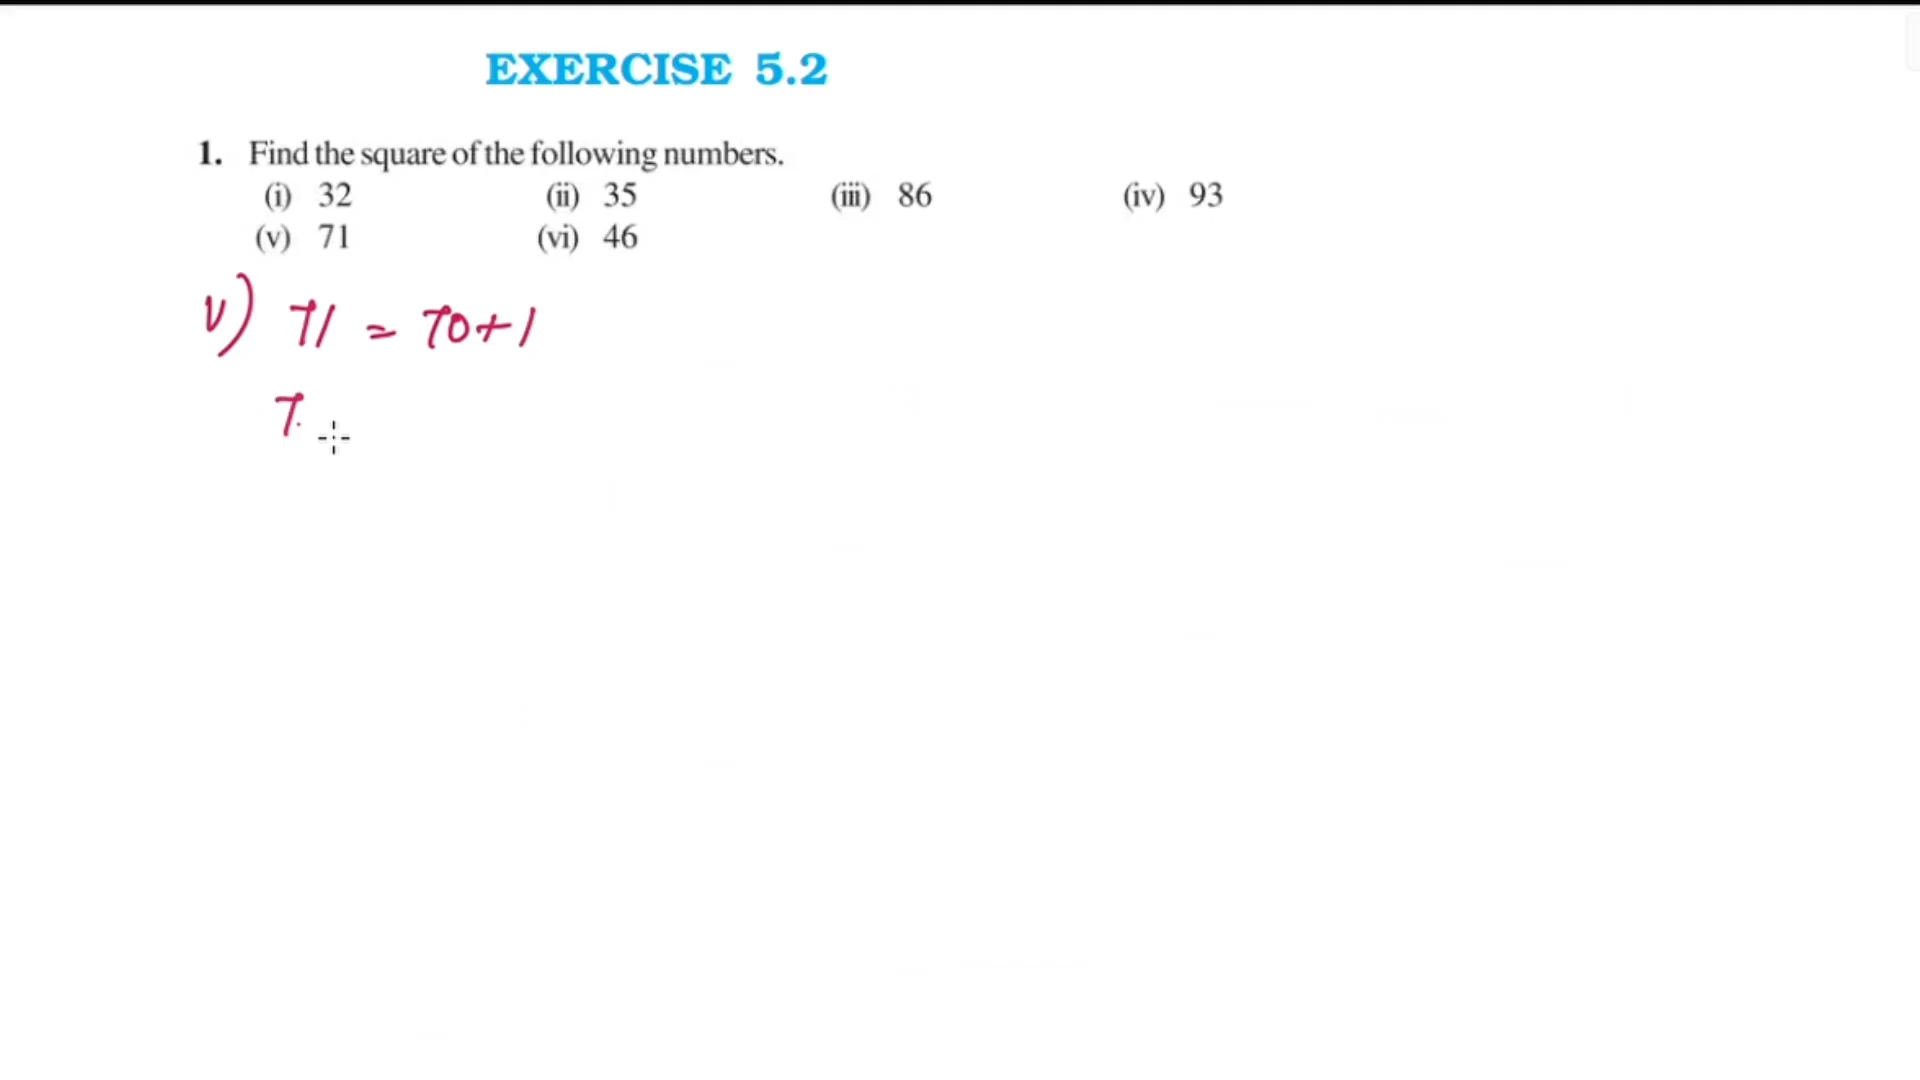 EXERCISE 5.2
1. Find the square of the following numbers.
(i) 32 (ii) 35 (iii) 86 (iv) 93
(v) 71 (vi) 46
v) 71 = 70+1
7